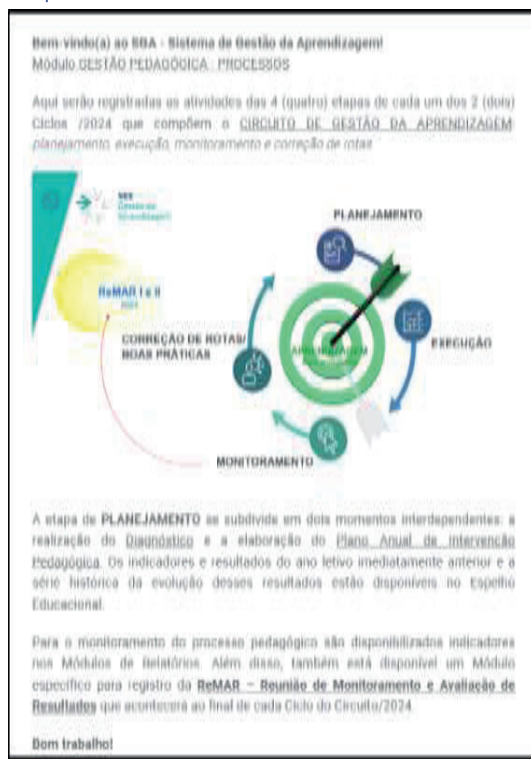 Bem-vindo(a) ao SGA - Sistema de Gestão da Aprendizagem!
Módulo GESTÃO PEDAGÓGICA - PROCESSOS
Aqui serão registradas as atividades das 4 (quatro) etapas de cada um dos 2 (dois)
Ciclos /2024 que compõem o CIRCUITO DE GESTÃO DA APRENDIZAGEM:
planejamento, execução, monitoramento e correção de rotas.
PLANEJAMENTO
ReMAR I e II
2024
CORREÇÃO DE ROTAS/
BOAS PRÁTICAS
APRENDIZAGEM
EXECUÇÃO
MONITORAMENTO
A etapa de PLANEJAMENTO se subdivide em dois momentos interdependentes: a
realização do Diagnóstico e a elaboração do Plano Anual de Intervenção
Pedagógica. Os indicadores e resultados do ano letivo imediatamente anterior e a
série histórica da evolução desses resultados estão disponíveis no Espelho
Educacional.
Para o monitoramento do processo pedagógico são disponibilizados indicadores
nos Módulos de Relatórios. Além disso, também está disponível um Módulo
específico para registro da ReMAR – Reunião de Monitoramento e Avaliação de
Resultados que acontecerá ao final de cada Ciclo do Circuito/2024.
Bom trabalho!